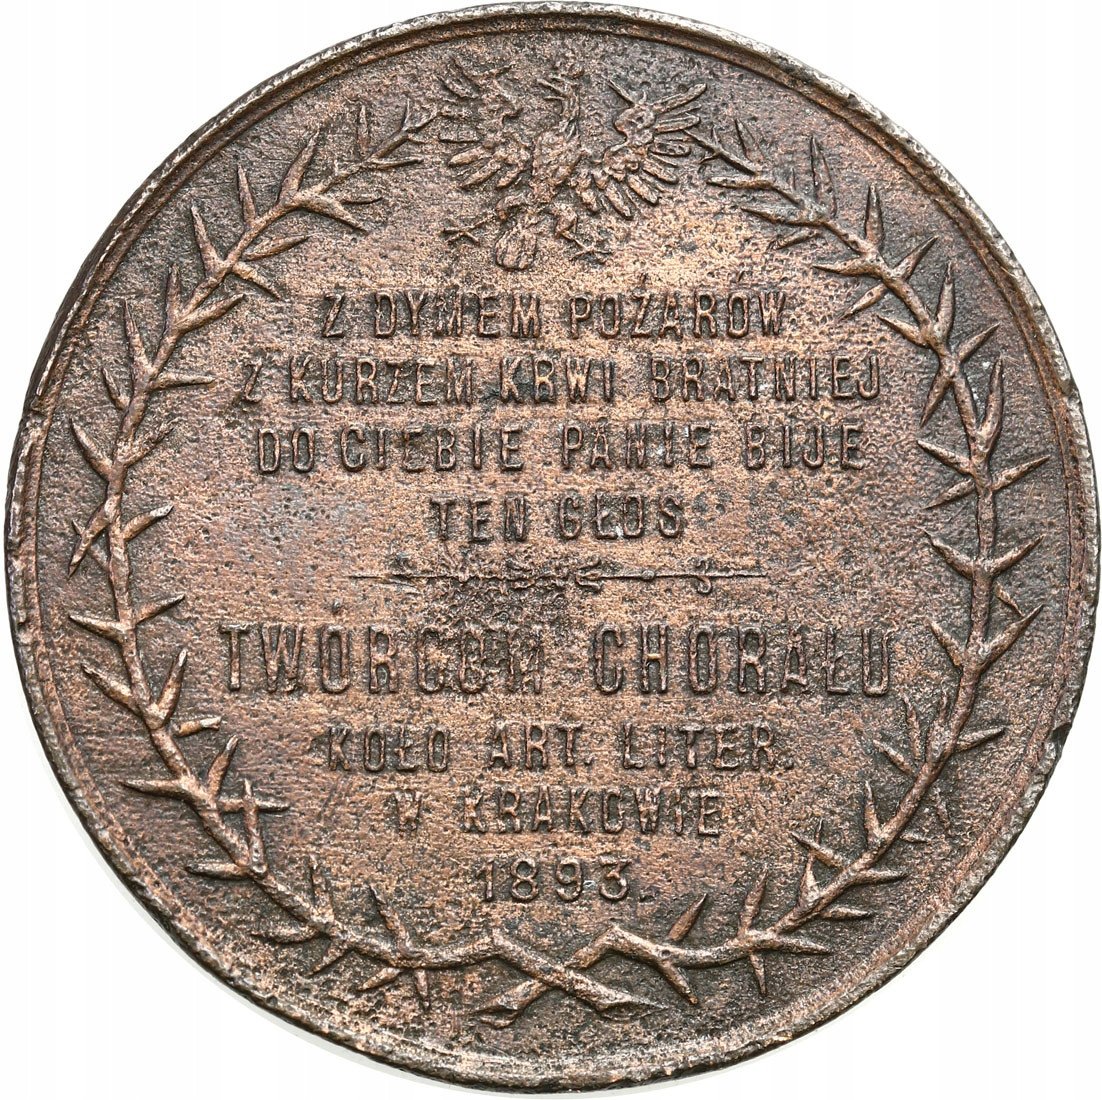 Z DYMEM POŻARÓW
Z KURZEM KRWI BRATNIEJ
DO CIEBIE PANIE BIJE
TEN GŁOS
TWÓRCOM CHORAŁU
KOŁO ART. LITER.
W KRAKOWIE
1893.